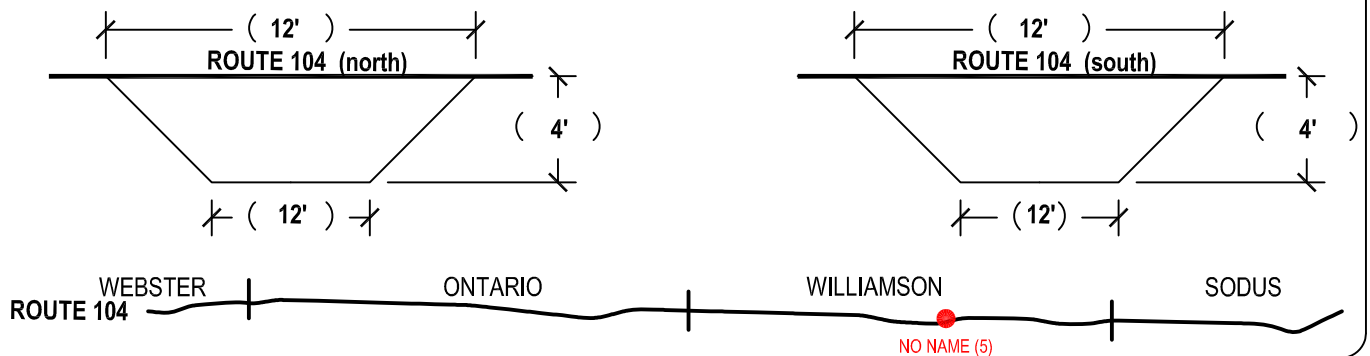 ( 12' )
ROUTE 104 (north)
( 4' )
( 12' )
( 12' )
ROUTE 104 (south)
( 4' )
(12')
WEBSTER ONTARIO WILLIAMSON SODUS
ROUTE 104
NO NAME (5)